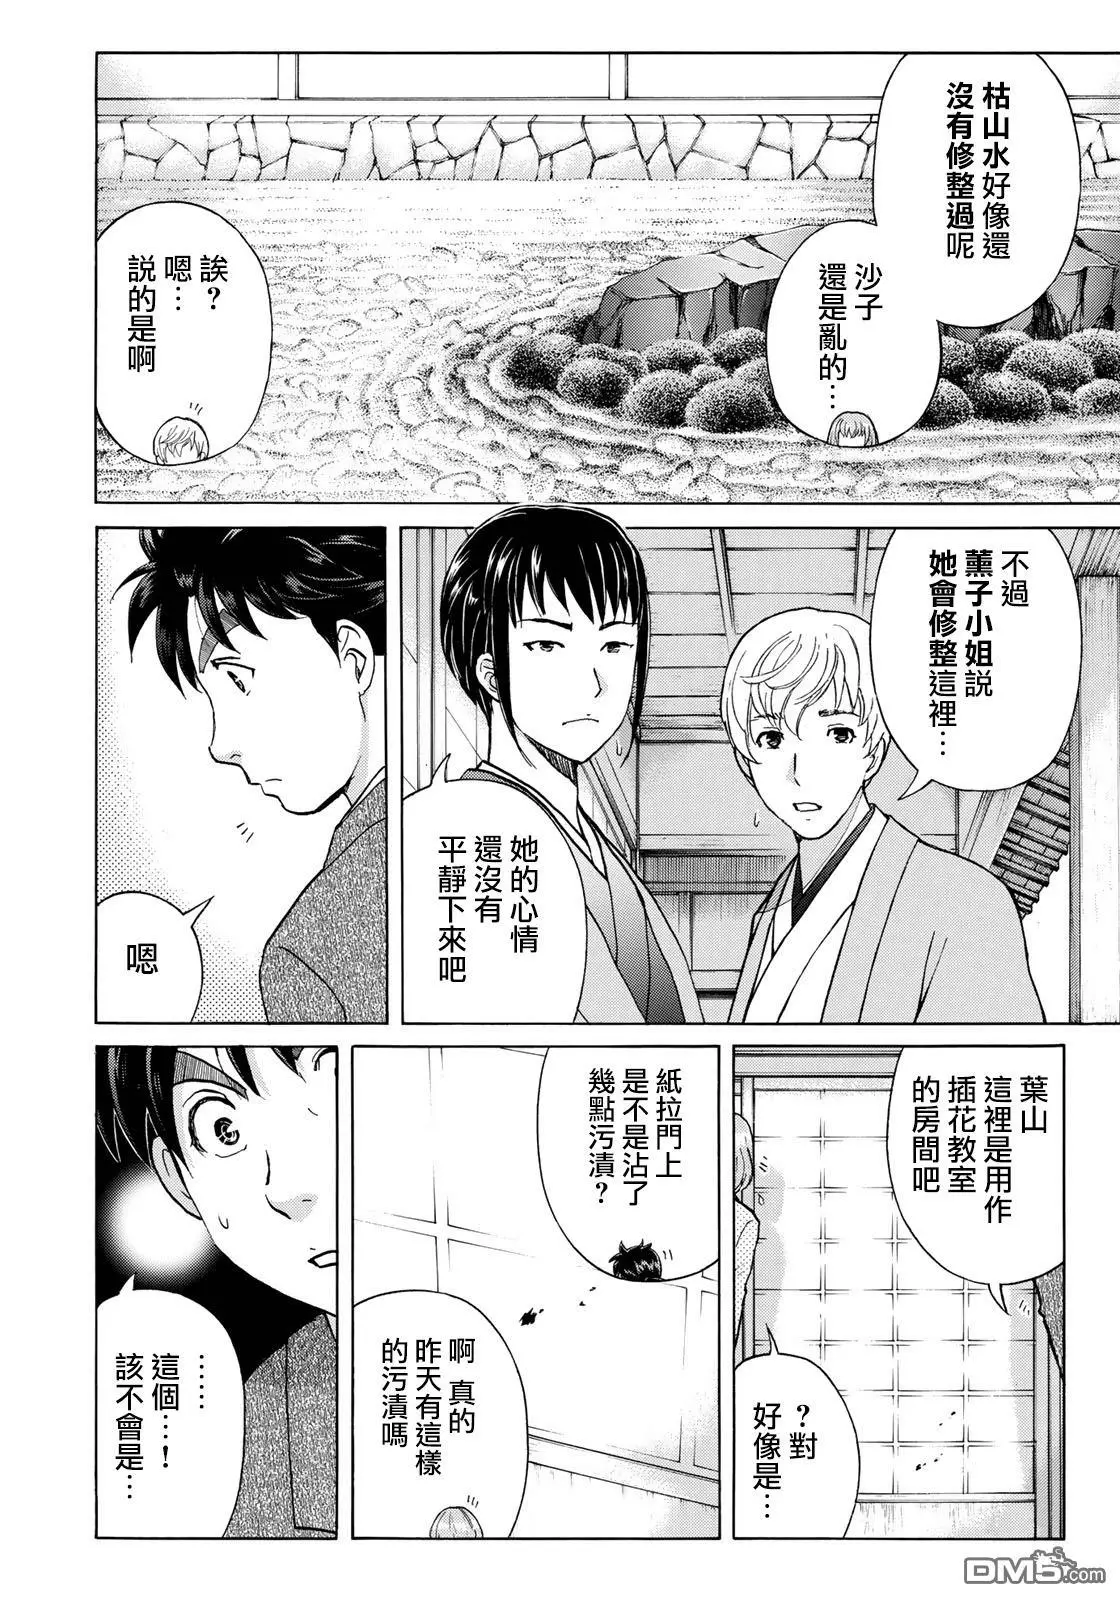 枯山水好像還
沒有修整過呢
沙子
還是亂的…
誒?
嗯…
説的是啊
不過
薰子小姐説
她會修整這裡…
她的心情
還沒有
平靜下來吧
嗯
葉山
這裡是用作
插花教室
的房間吧
?對
好像是…
紙拉門上
是不是沾了
幾點污漬?
啊 真的
昨天有這樣
的污漬嗎
……
這個…!
該不會是…
DM5.com